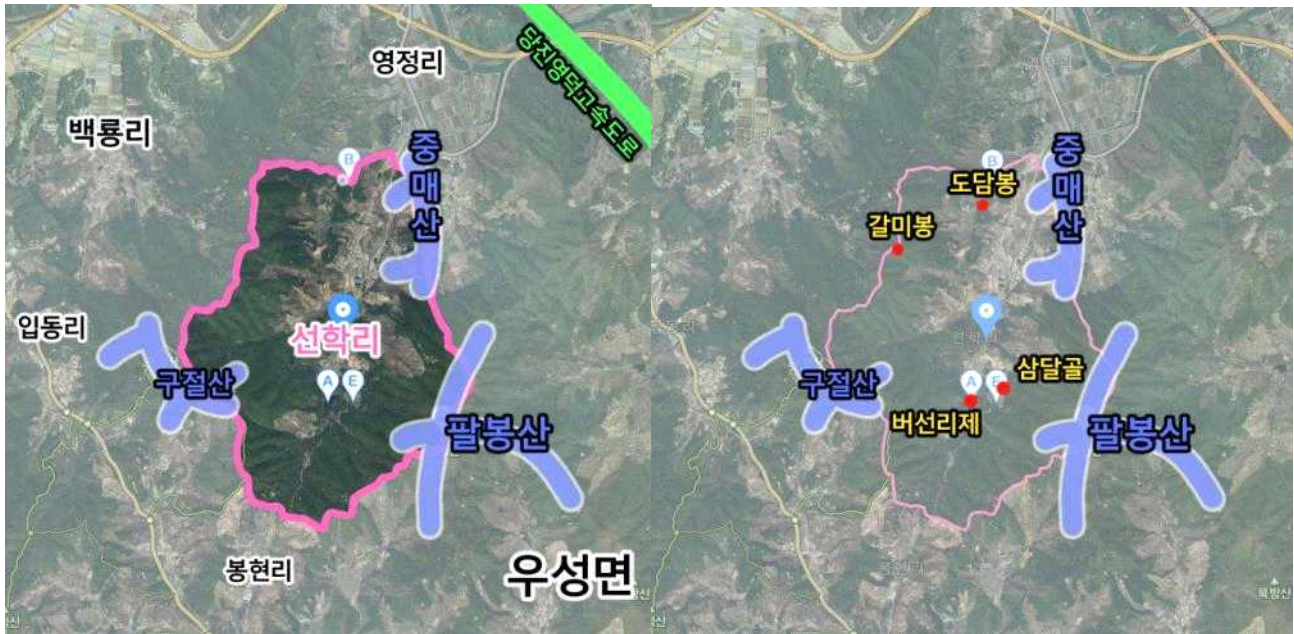 영정리
당진영덕고속도로
백룡리
B
중매산
입동리
선학리
구절산
A
E
팔봉산
봉현리
우성면
B
도담봉
중매산
갈미봉
삼달골
구절산
A
E
버선리제
팔봉산